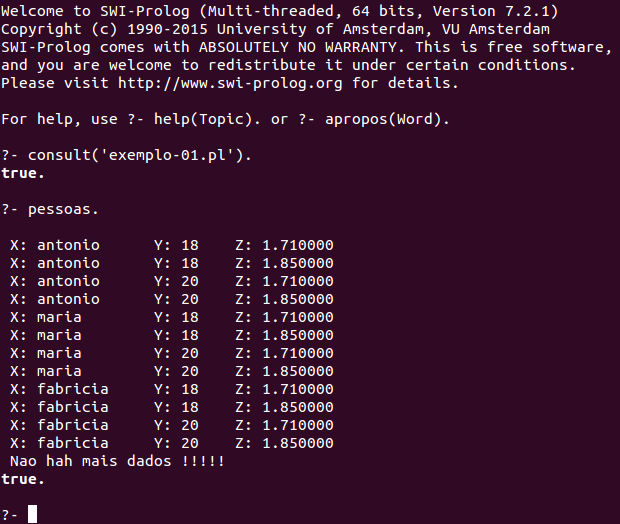 Welcome to SWI-Prolog (Multi-threaded, 64 bits, Version 7.2.1)
Copyright (c) 1990-2015 University of Amsterdam, VU Amsterdam
SWI-Prolog comes with ABSOLUTELY NO WARRANTY. This is free software,
and you are welcome to redistribute it under certain conditions.
Please visit http://www.swi-prolog.org for details.

For help, use ?- help(Topic). or ?- apropos(Word).

?- consult('exemplo-01.pl').
true.

?- pessoas.

 X: antonio      Y: 18    Z: 1.710000
 X: antonio      Y: 18    Z: 1.850000
 X: antonio      Y: 20    Z: 1.710000
 X: antonio      Y: 20    Z: 1.850000
 X: maria        Y: 18    Z: 1.710000
 X: maria        Y: 18    Z: 1.850000
 X: maria        Y: 20    Z: 1.710000
 X: maria        Y: 20    Z: 1.850000
 X: fabricia     Y: 18    Z: 1.710000
 X: fabricia     Y: 18    Z: 1.850000
 X: fabricia     Y: 20    Z: 1.710000
 X: fabricia     Y: 20    Z: 1.850000
 Nao hah mais dados !!!!!
true.

?-